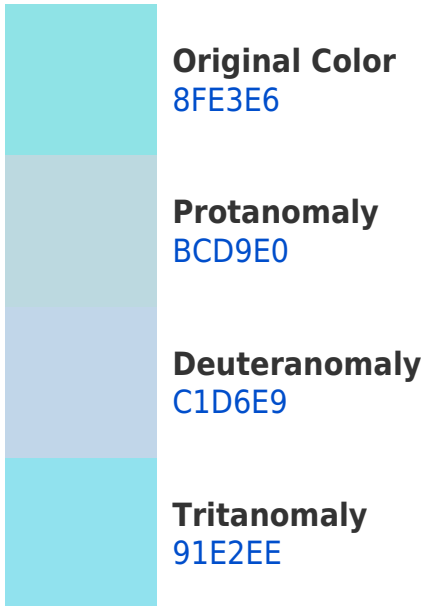 Original Color
8FE3E6
Protanomaly
BCD9E0
Deuteranomaly
C1D6E9
Tritanomaly
91E2EE